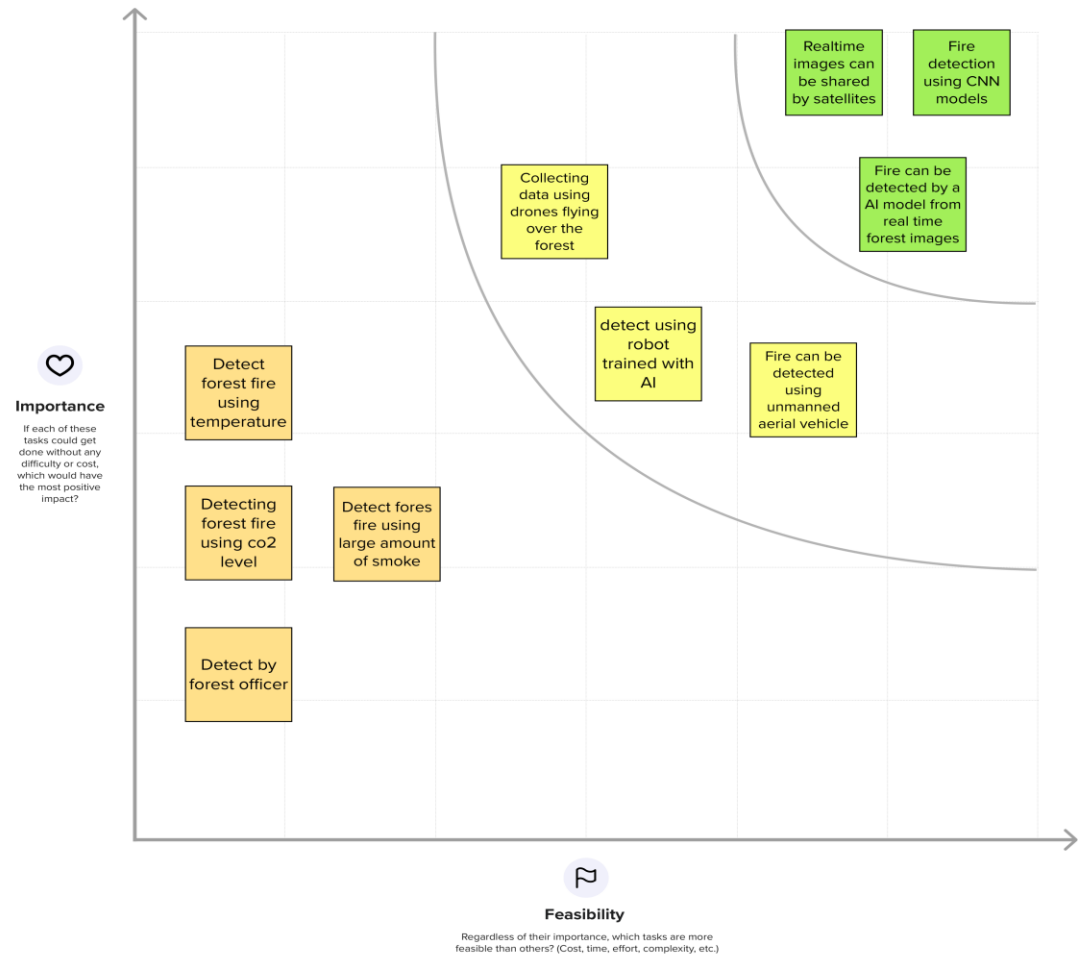 Realtime
images can
be shared
by satellites
Fire
detection
using CNN
models
Collecting
data using
drones flying
over the
forest
Fire can be
detected by a
AI model from
real time
forest images
detect using
robot
trained with
AI
Fire can be
detected
using
unmanned
aerial vehicle
Detect
forest fire
using
temperature
Importance
If each of these
tasks could get
done without any
difficulty or cost,
which would have
the most positive
impact?
Detecting
forest fire
using co2
level
Detect fores
fire using
large amount
of smoke
Detect by
forest officer
Feasibility
Regardless of their importance, which tasks are more
feasible than others? (Cost, time, effort, complexity, etc.)